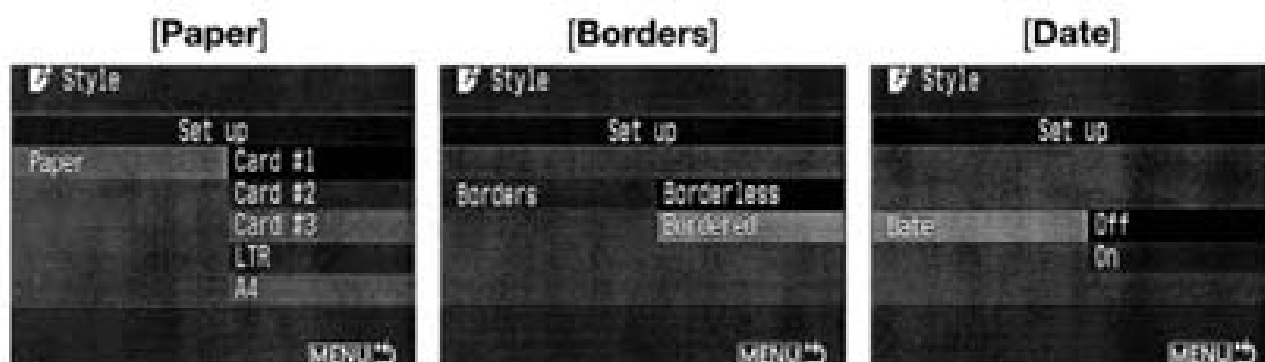 [Paper]
Style
Set up
Paper
Card #1
Card #2
Card #3
LTR
A4
MENU
[Borders]
Style
Set up
Borders
Borderless
Bordered
MENU
[Date]
Style
Set up
Date
Off
On
MENU